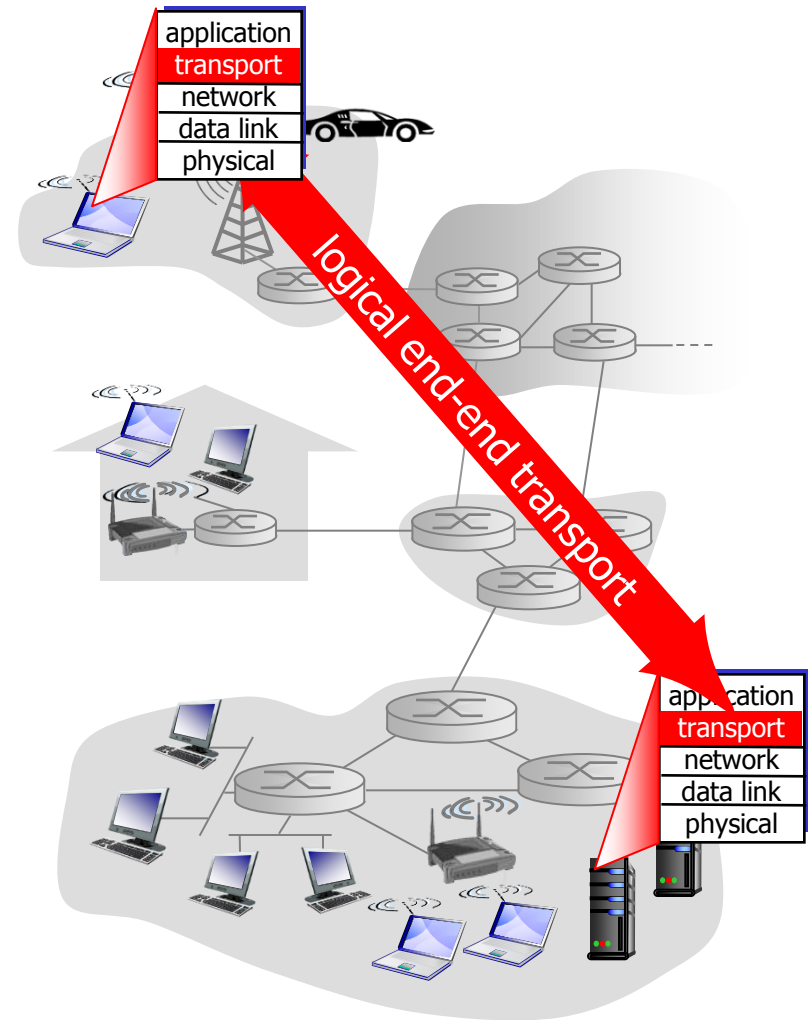 application
transport
network
data link
physical
logical end-end transport
application
transport
network
data link
physical